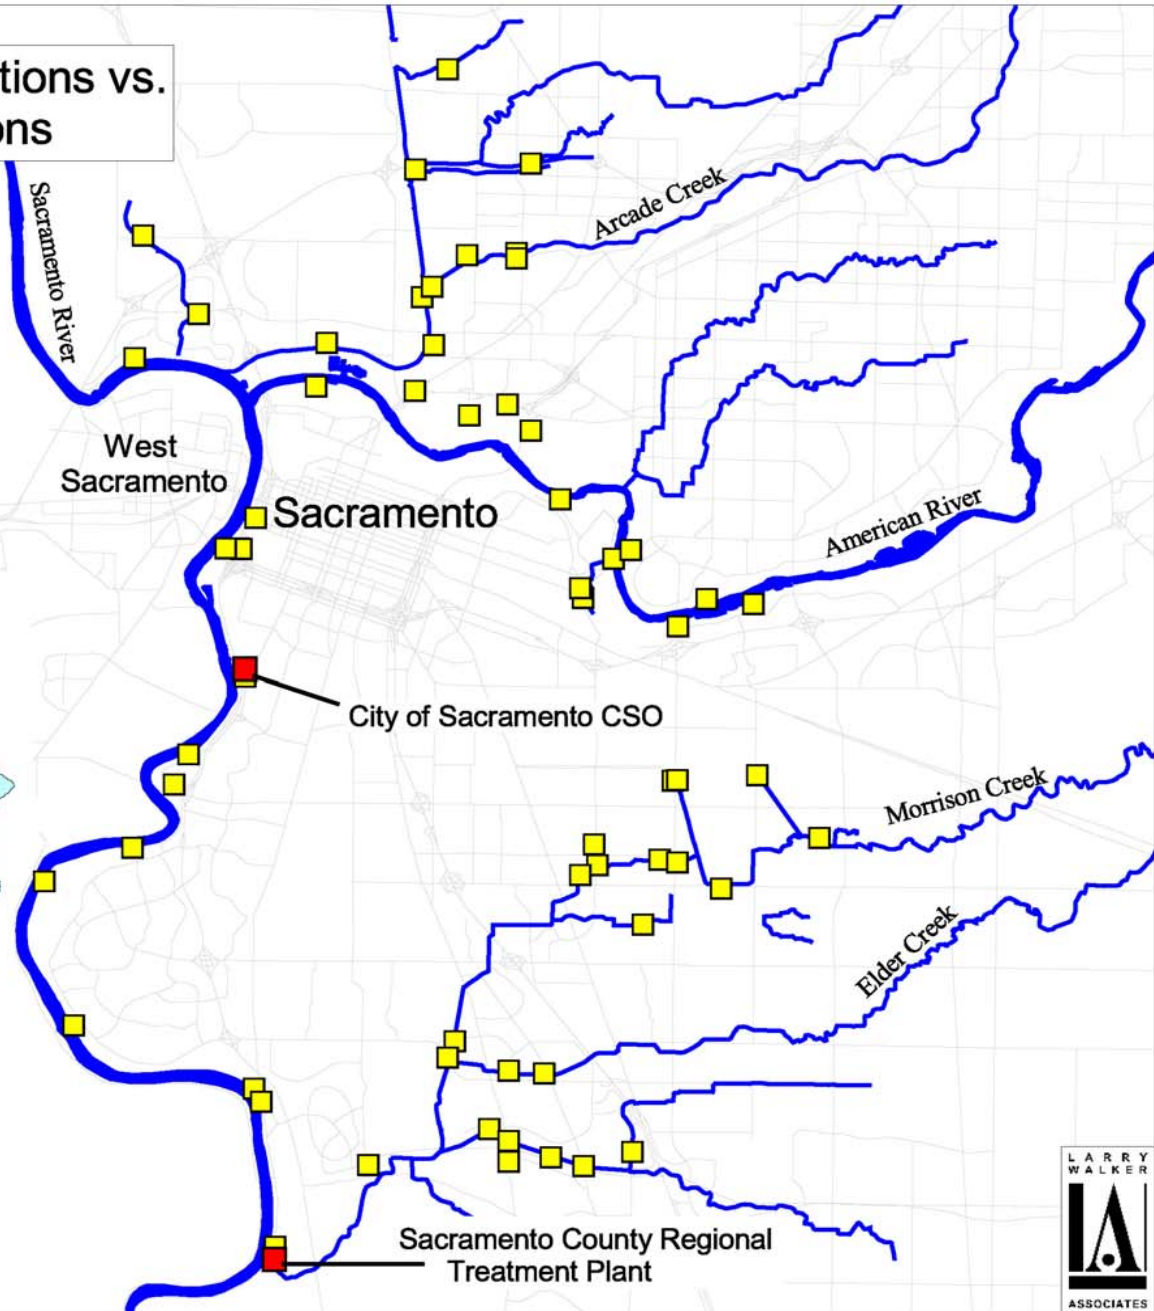 tions vs.
ons
Sacramento River
Arcade Creek
West
Sacramento
Sacramento
American River
City of Sacramento CSO
Morrison Creek
Elder Creek
Sacramento County Regional
Treatment Plant
LARRY
WALKER
LA
ASSOCIATES